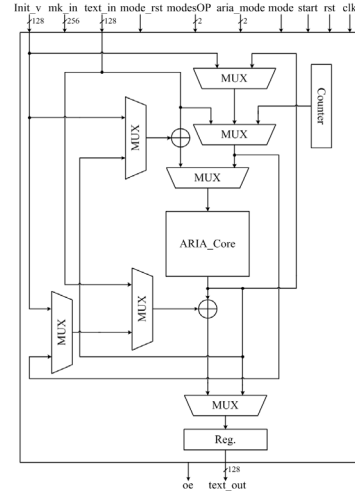 Init_v mk_in text_in mode_rst modesOP aria_mode mode start rst clk
128 256 128 2 2
MUX
Counter
MUX
MUX
MUX
ARIA_Core
MUX
MUX
MUX
Reg.
128
oe text_out